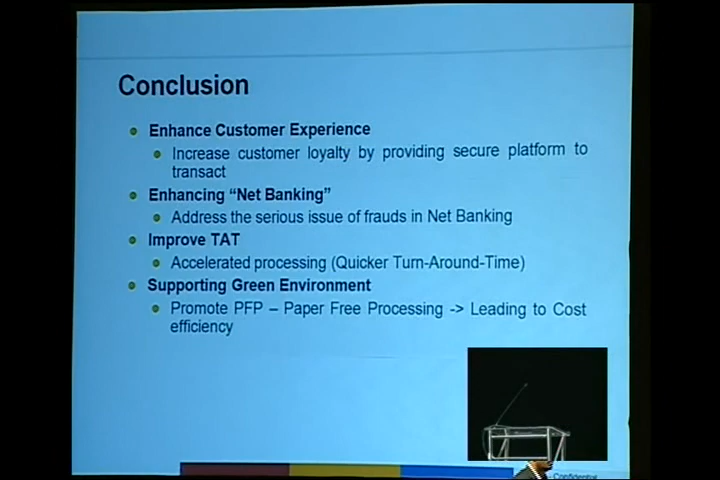 Conclusion
Enhance Customer Experience
Increase customer loyalty by providing secure platform to
transact
Enhancing “Net Banking”
Address the serious issue of frauds in Net Banking
Improve TAT
Accelerated processing (Quicker Turn-Around-Time)
Supporting Green Environment
Promote PFP – Paper Free Processing -> Leading to Cost
efficiency
Confidential